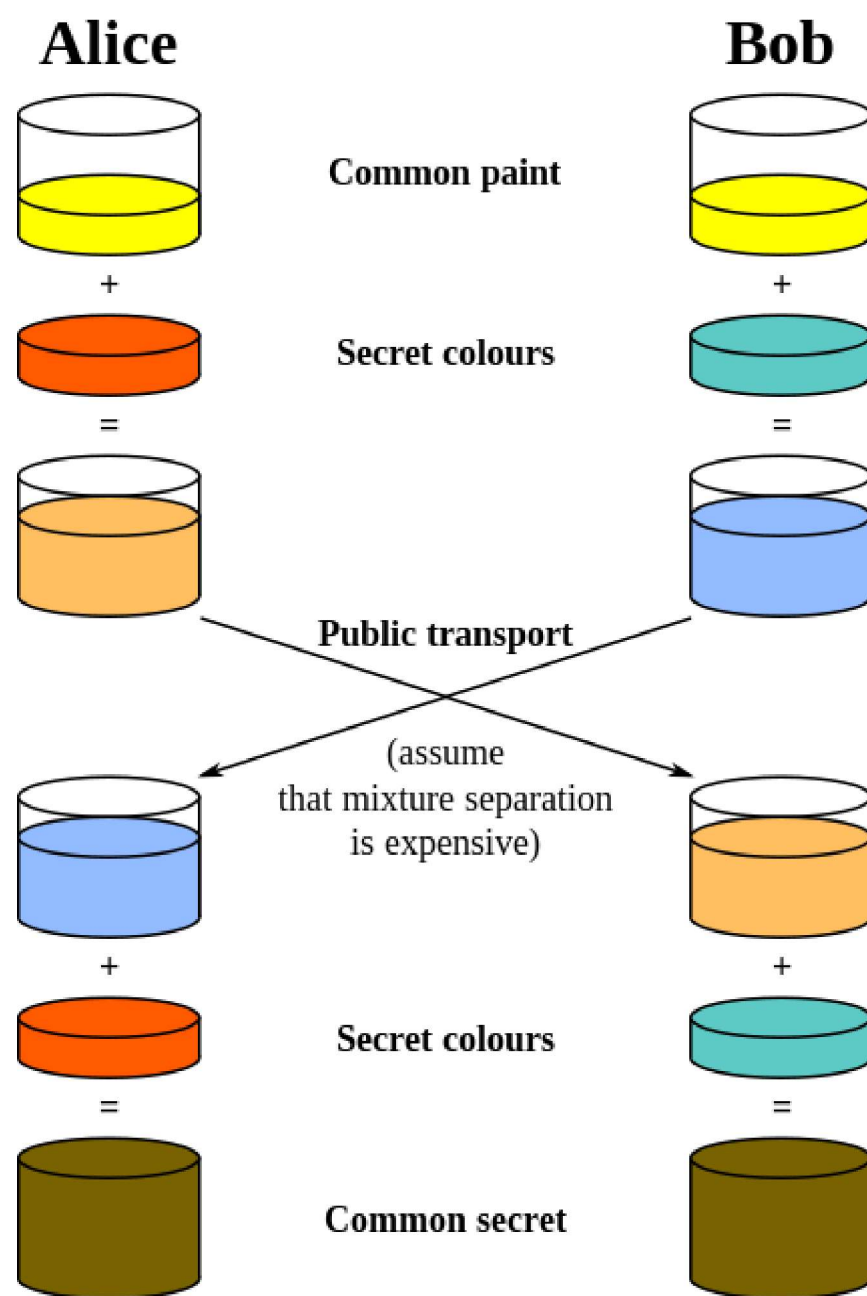 Alice
Bob
Common paint
+
+
Secret colours
=
=
Public transport
(assume
that mixture separation
is expensive)
+
+
Secret colours
=
=
Common secret